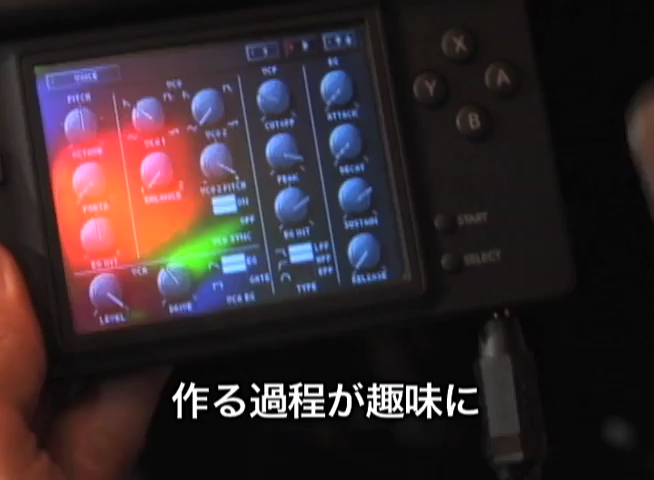 VOICE
PITCH
VCO
VCF
EG
OCTAVE
VCO 1
VCO 2
CUTOFF
ATTACK
PORTA
BALANCE
VCO 2 PITCH
PEAK
DECAY
ON
OFF
EG INT
VCO SYNC
EG INT
SUSTAIN
VCA
EG
GATE
LPF
HPF
BPF
LEVEL
DRIVE
VCA EG
TYPE
RELEASE
X
Y
A
B
START
SELECT
作る過程が趣味に